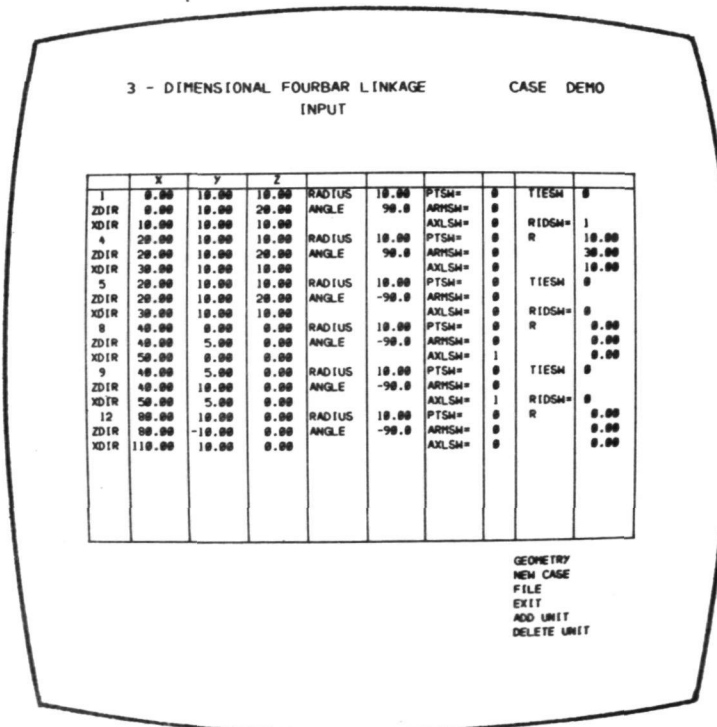 3 - DIMENSIONAL FOURBAR LINKAGE CASE DEMO
INPUT
X Y Z
1 0.00 10.00 10.00 RADIUS 10.00 PTSW= 0 TIESW 0
ZDIR 0.00 10.00 20.00 ANGLE 90.0 ARMSW= 0
XDIR 10.00 10.00 10.00 AXLSW= 0 RIDSW= 1
4 20.00 10.00 10.00 RADIUS 10.00 PTSW= 0 R 10.00
ZDIR 20.00 10.00 20.00 ANGLE 90.0 ARMSW= 0 30.00
XDIR 30.00 10.00 10.00 AXLSW= 0 10.00
5 20.00 10.00 10.00 RADIUS 10.00 PTSW= 0 TIESW 0
ZDIR 20.00 10.00 20.00 ANGLE -90.0 ARMSW= 0
XDIR 30.00 10.00 10.00 AXLSW= 0 RIDSW= 0
8 40.00 0.00 0.00 RADIUS 10.00 PTSW= 0 R 0.00
ZDIR 40.00 5.00 0.00 ANGLE -90.0 ARMSW= 0 0.00
XDIR 50.00 0.00 0.00 AXLSW= 1 0.00
9 40.00 5.00 0.00 RADIUS 10.00 PTSW= 0 TIESW 0
ZDIR 40.00 10.00 0.00 ANGLE -90.0 ARMSW= 0
XDIR 50.00 5.00 0.00 AXLSW= 1 RIDSW= 0
12 80.00 10.00 0.00 RADIUS 10.00 PTSW= 0 R 0.00
ZDIR 80.00 -10.00 0.00 ANGLE -90.0 ARMSW= 0 0.00
XDIR 110.00 10.00 0.00 AXLSW= 0 0.00
GEOMETRY
NEW CASE
FILE
EXIT
ADD UNIT
DELETE UNIT